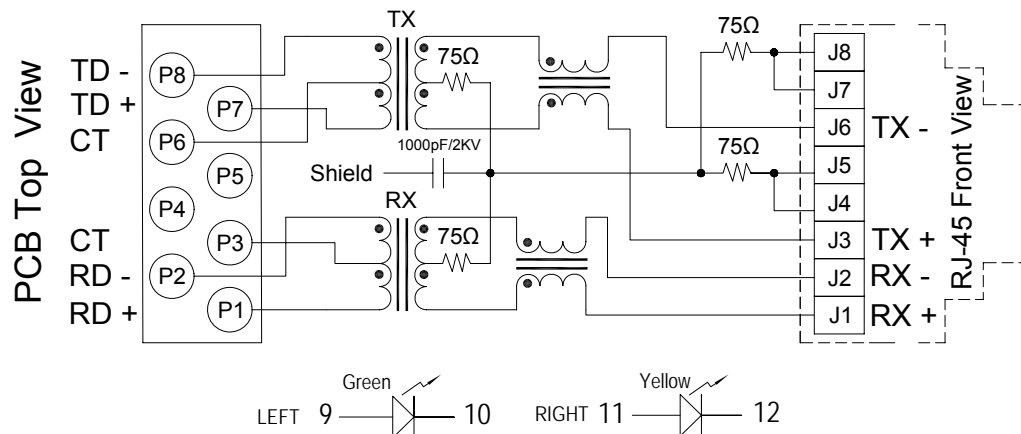 PCB Top View
TD -
TD +
CT
CT
RD -
RD +
P8
P7
P6
P5
P4
P3
P2
P1
TX
75Ω
1000pF/2KV
Shield
RX
75Ω
75Ω
75Ω
J8
J7
J6 TX -
J5
J4
J3 TX +
J2 RX -
J1 RX +
RJ-45 Front View
Green
LEFT 9 10
Yellow
RIGHT 11 12